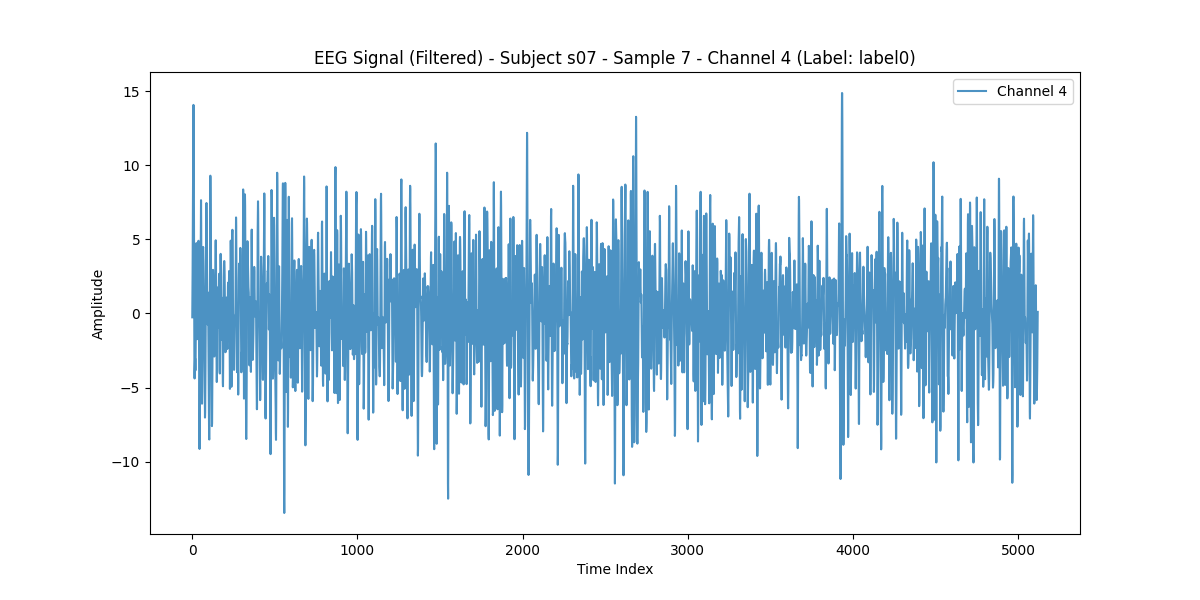 EEG Signal (Filtered) - Subject s07 - Sample 7 - Channel 4 (Label: label0)
Channel 4
15
10
5
0
−5
−10
Amplitude
0 1000 2000 3000 4000 5000
Time Index